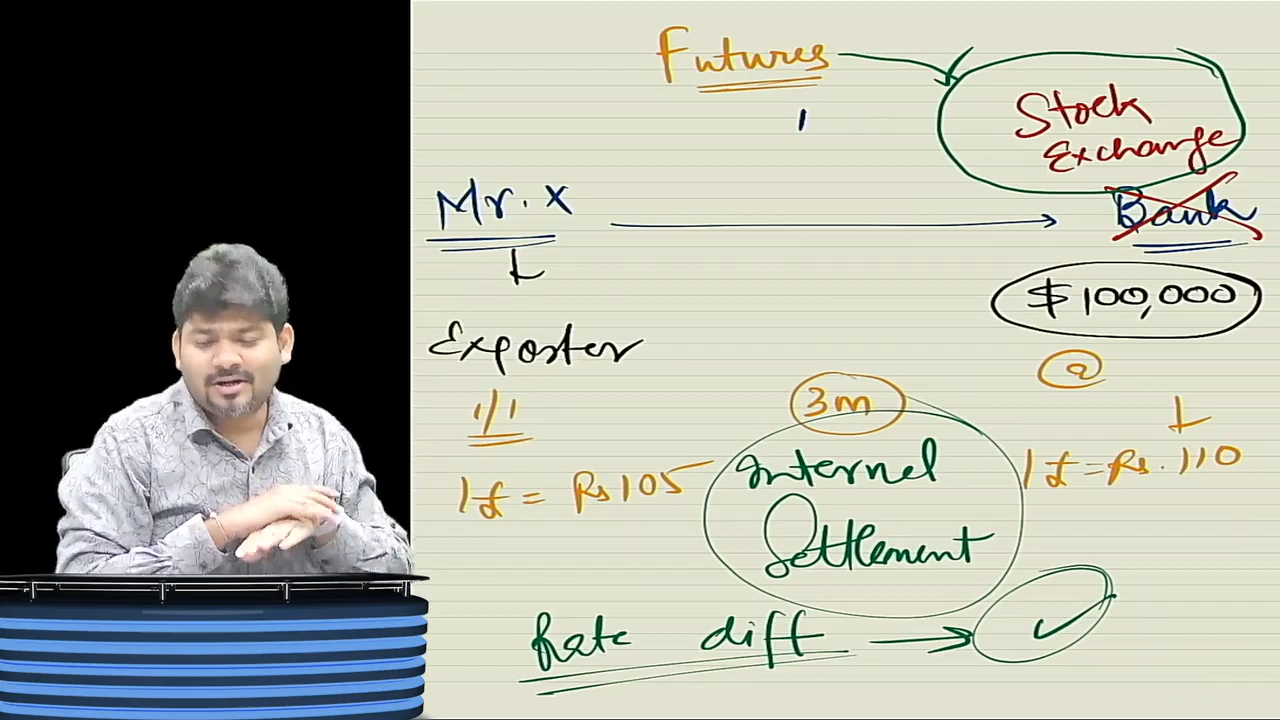 Futures
Stock
Exchange
Mr. X
Bank
$100,000
Exporter
@
1/1
3m
1£ = Rs 105
Internel
1£ = Rs. 110
Settlement
Rate diff